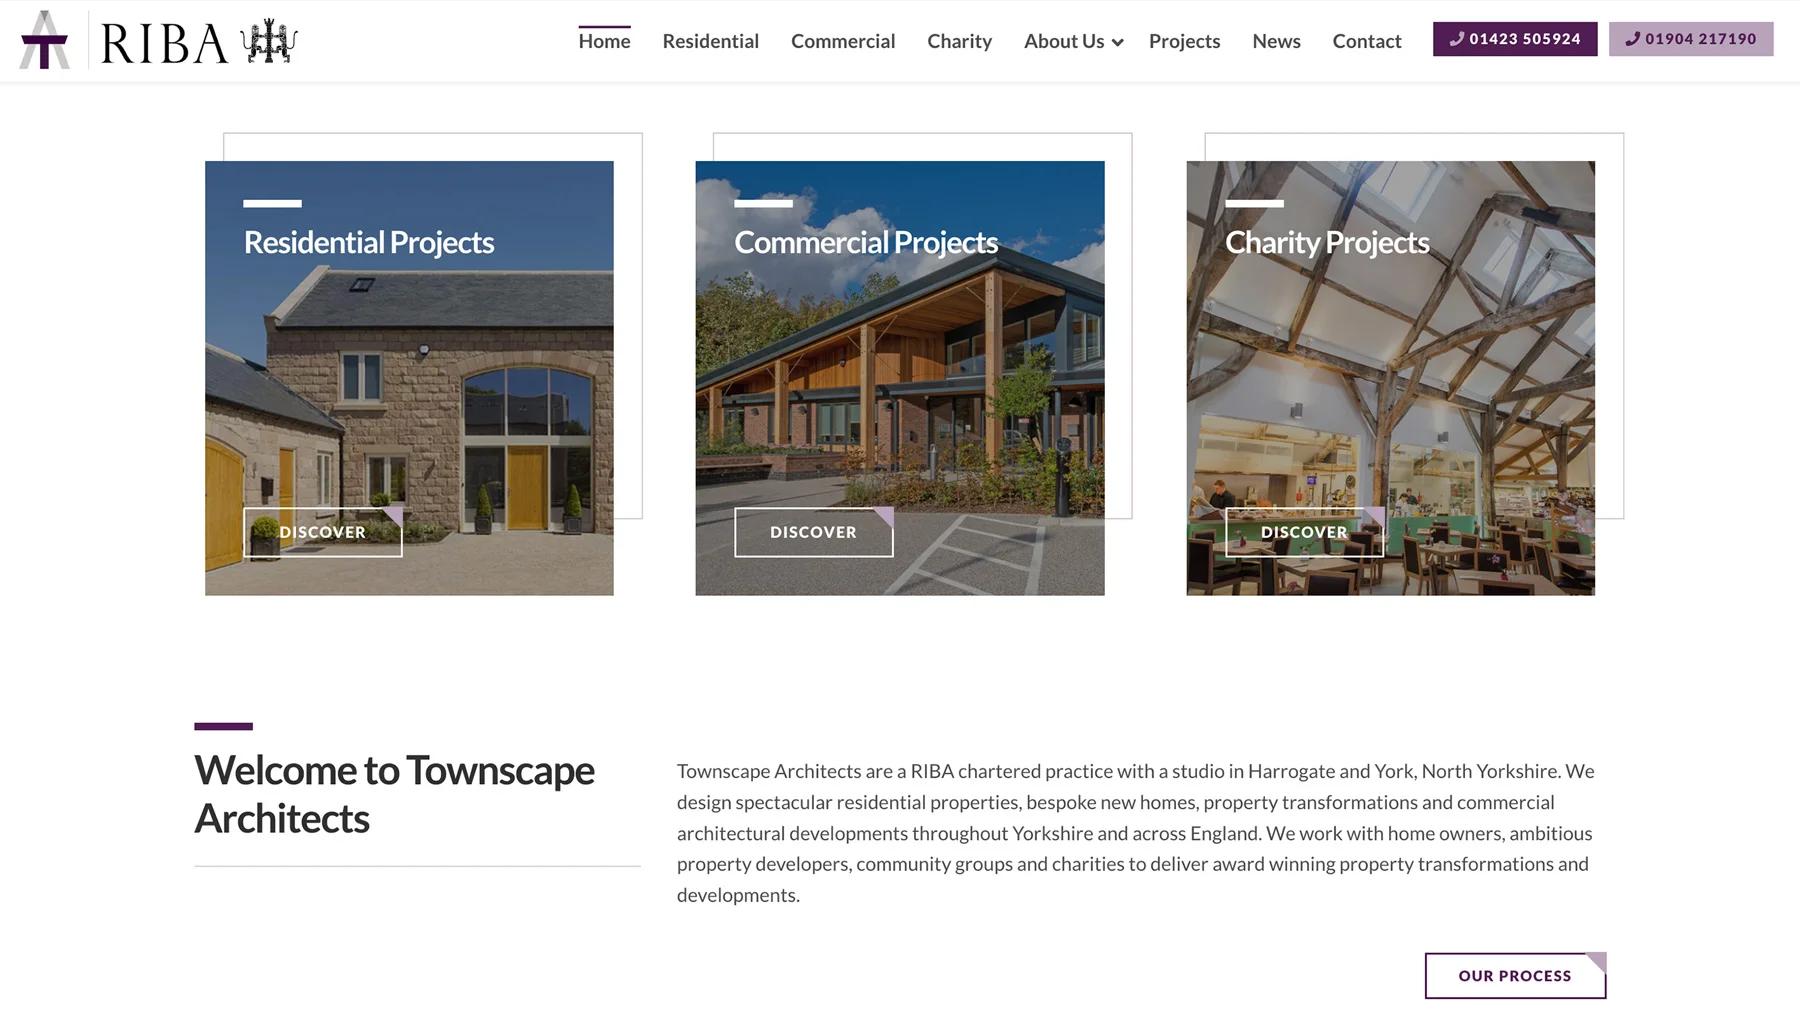 RIBA
Home Residential Commercial Charity About Us Projects News Contact 01423 505924 01904 217190
Residential Projects
DISCOVER
Commercial Projects
DISCOVER
Charity Projects
DISCOVER
Welcome to Townscape
Architects
Townscape Architects are a RIBA chartered practice with a studio in Harrogate and York, North Yorkshire. We
design spectacular residential properties, bespoke new homes, property transformations and commercial
architectural developments throughout Yorkshire and across England. We work with home owners, ambitious
property developers, community groups and charities to deliver award winning property transformations and
developments.
OUR PROCESS